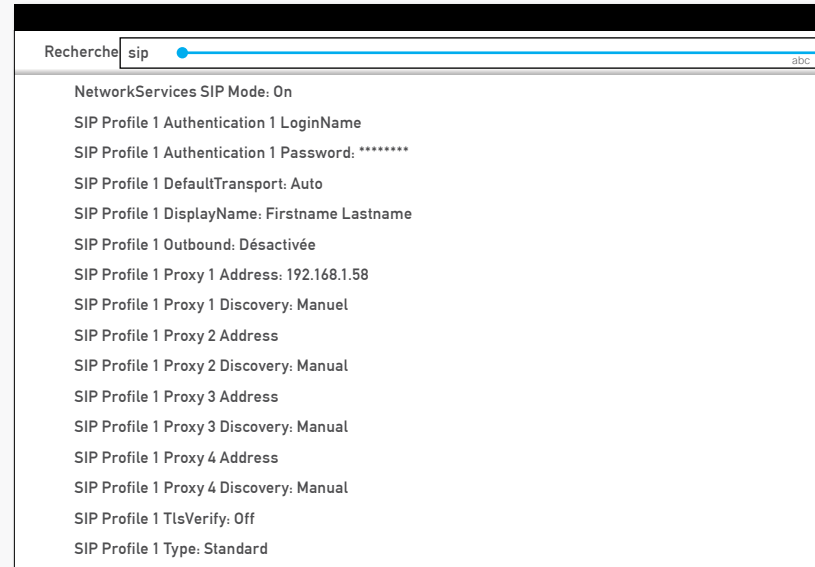 Recherche sip
abc
NetworkServices SIP Mode: On
SIP Profile 1 Authentication 1 LoginName
SIP Profile 1 Authentication 1 Password: ********
SIP Profile 1 DefaultTransport: Auto
SIP Profile 1 DisplayName: Firstname Lastname
SIP Profile 1 Outbound: Désactivée
SIP Profile 1 Proxy 1 Address: 192.168.1.58
SIP Profile 1 Proxy 1 Discovery: Manuel
SIP Profile 1 Proxy 2 Address
SIP Profile 1 Proxy 2 Discovery: Manual
SIP Profile 1 Proxy 3 Address
SIP Profile 1 Proxy 3 Discovery: Manual
SIP Profile 1 Proxy 4 Address
SIP Profile 1 Proxy 4 Discovery: Manual
SIP Profile 1 TlsVerify: Off
SIP Profile 1 Type: Standard